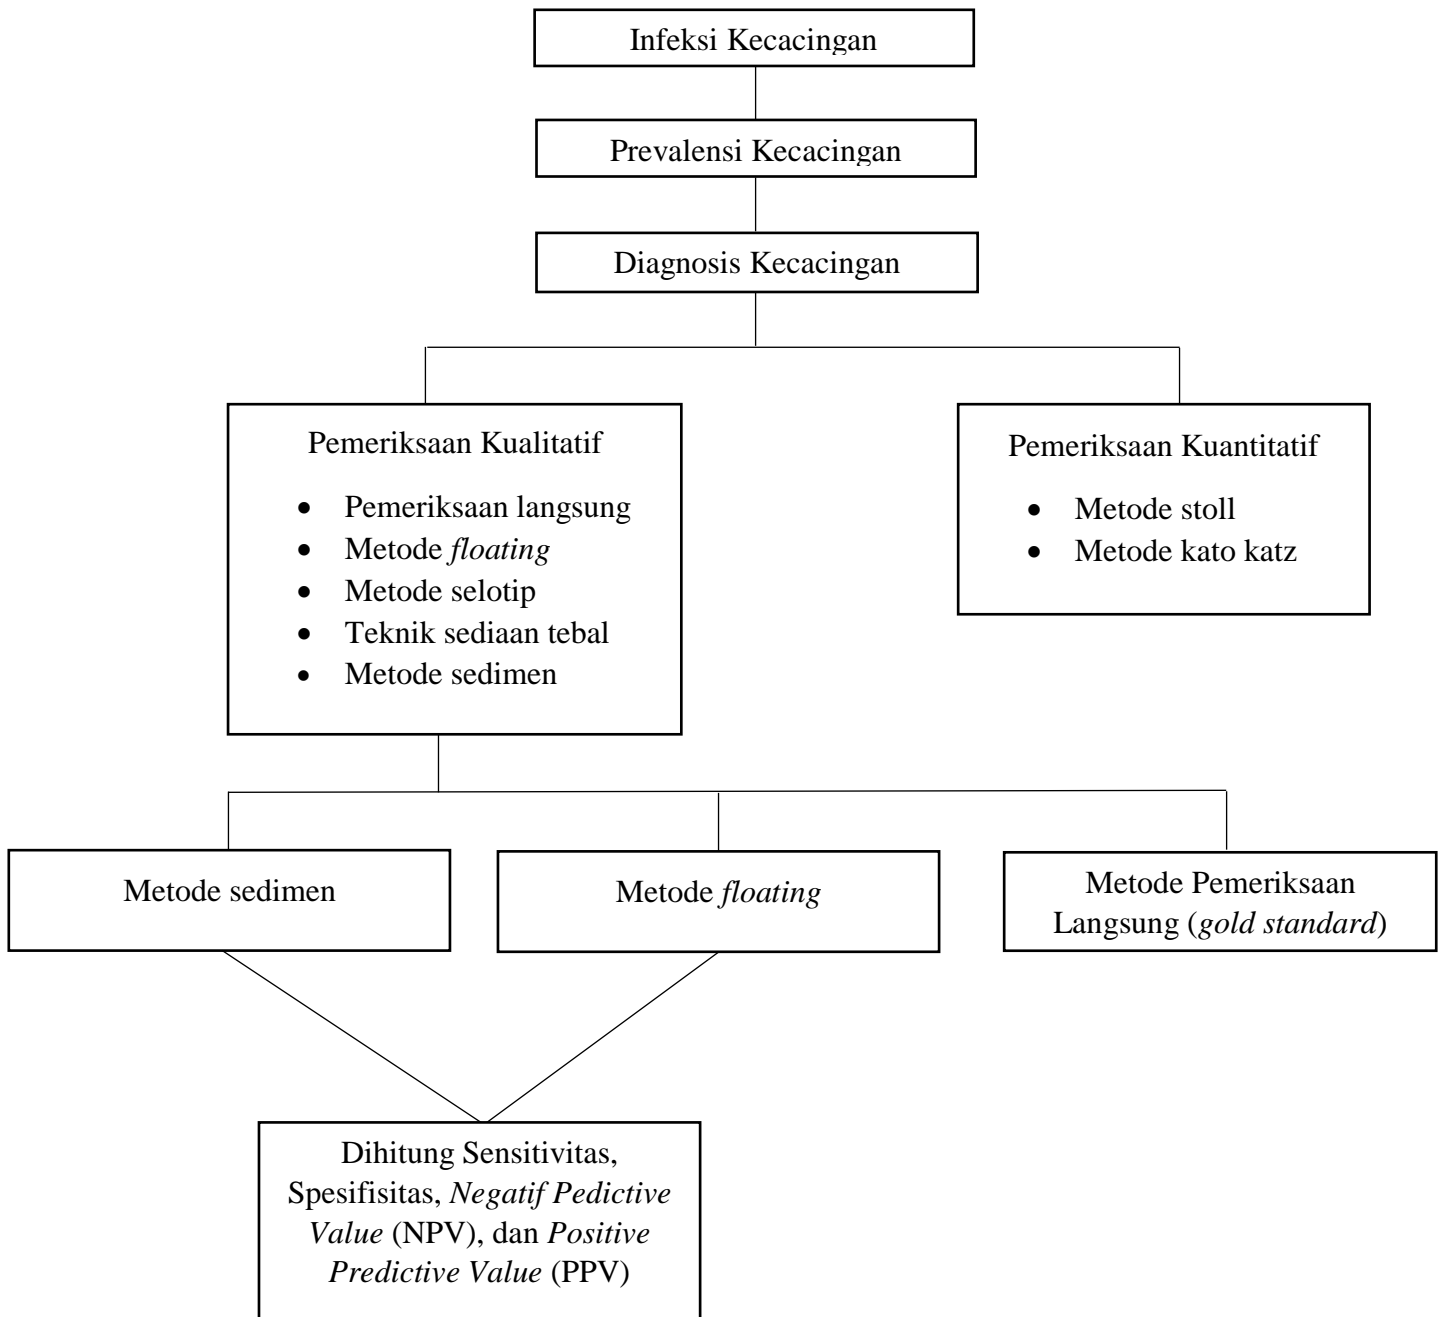 Infeksi Kecacingan
Prevalensi Kecacingan
Diagnosis Kecacingan
Pemeriksaan Kualitatif
• Pemeriksaan langsung
• Metode floating
• Metode selotip
• Teknik sediaan tebal
• Metode sedimen
Pemeriksaan Kuantitatif
• Metode stoll
• Metode kato katz
Metode sedimen
Metode floating
Metode Pemeriksaan
Langsung (gold standard)
Dihitung Sensitivitas,
Spesifisitas, Negatif Pedictive
Value (NPV), dan Positive
Predictive Value (PPV)